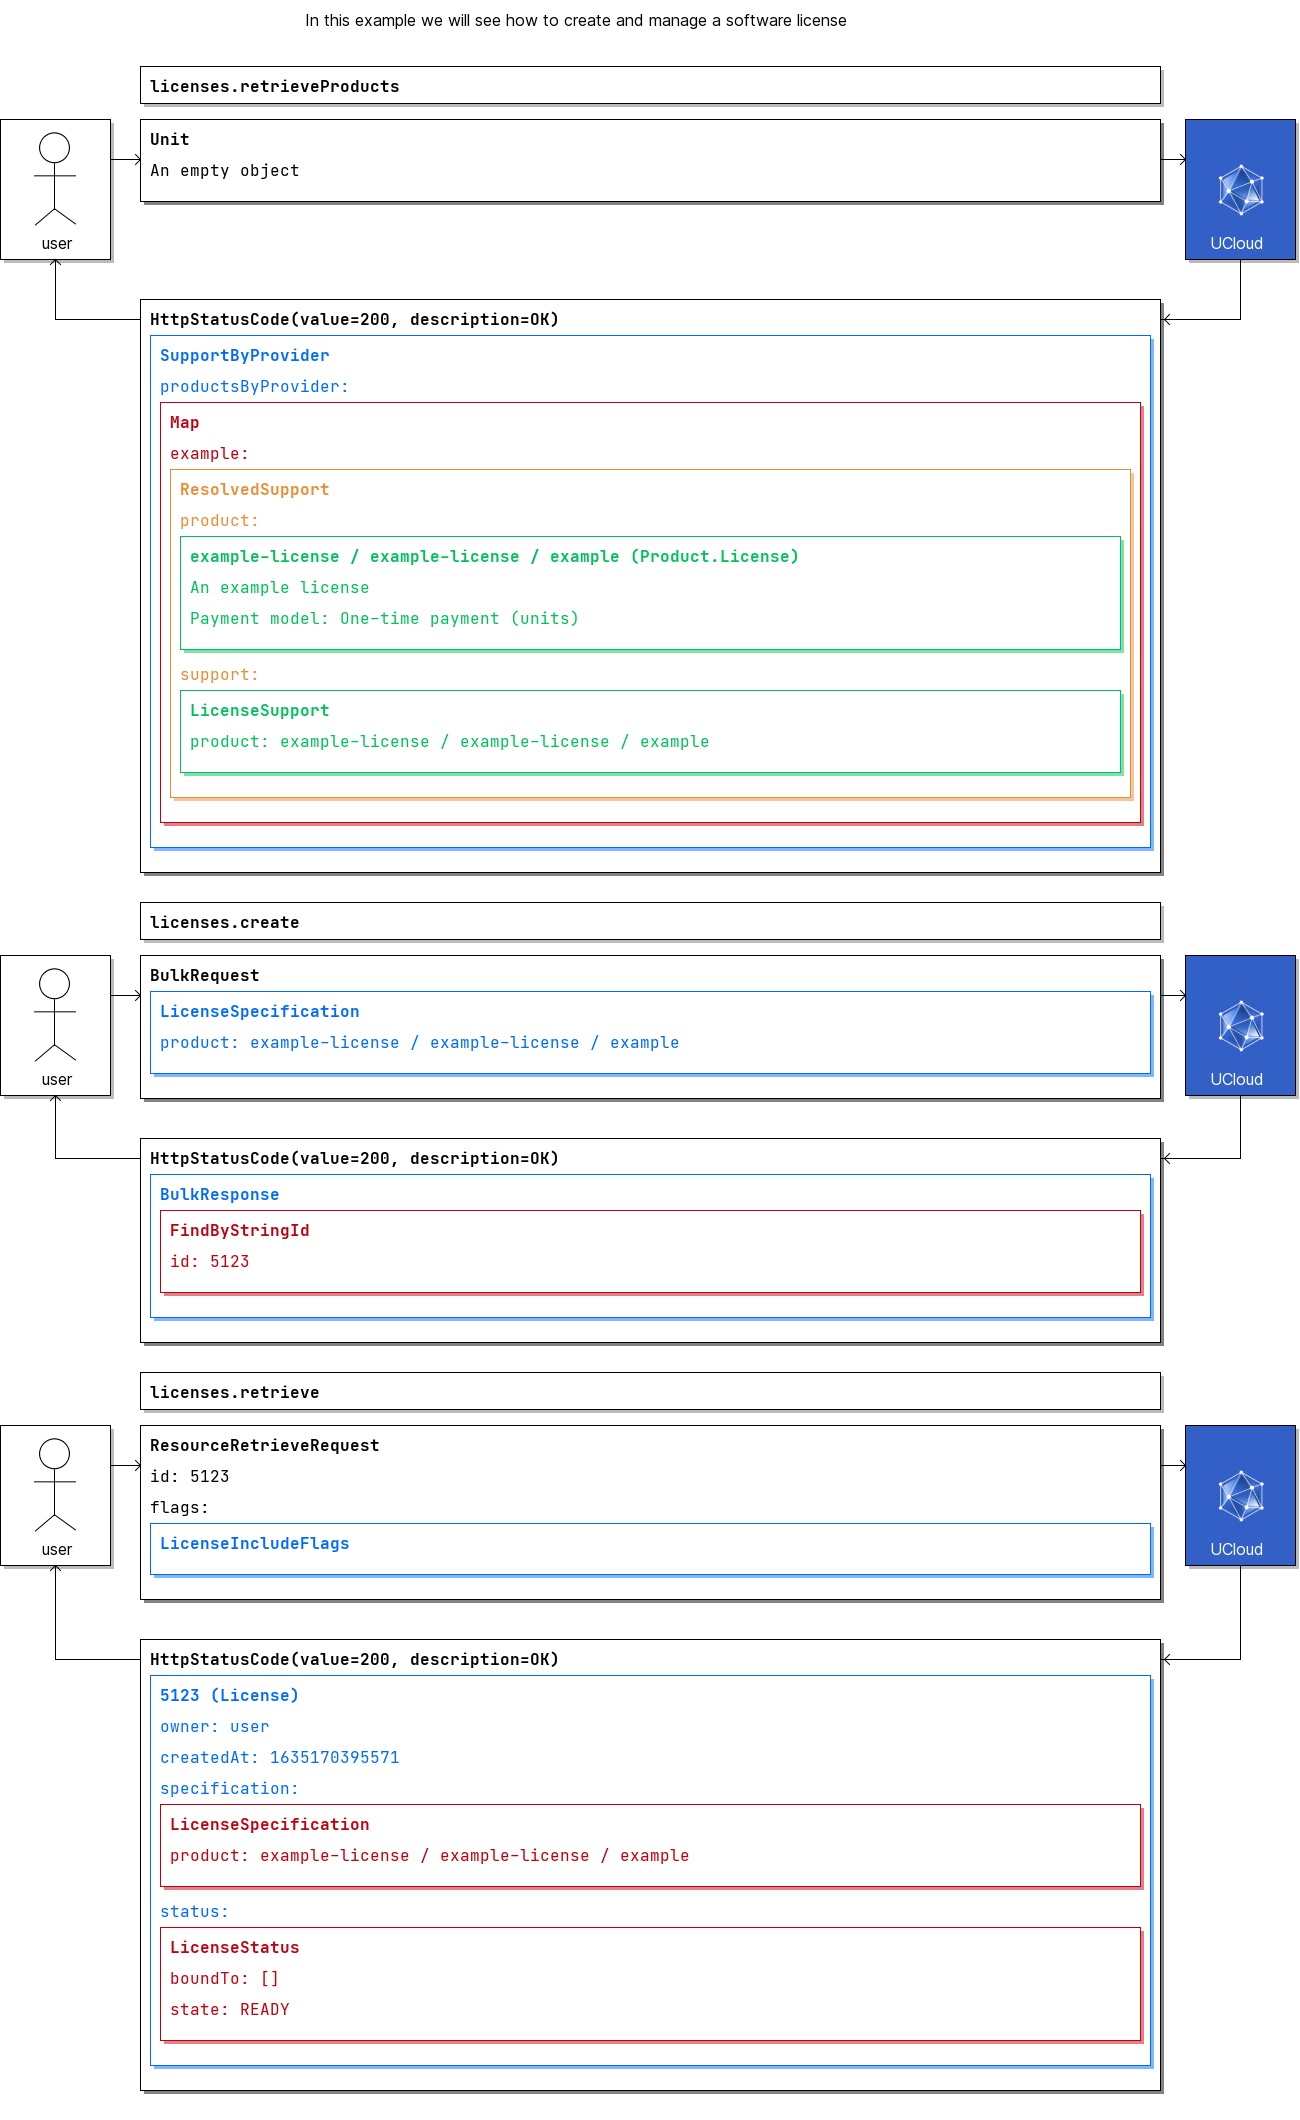 In this example we will see how to create and manage a software license
licenses.retrieveProducts
Unit
An empty object
user
UCloud
HttpStatusCode(value=200, description=OK)
SupportByProvider
productsByProvider:
Map
example:
ResolvedSupport
product:
example-license / example-license / example (Product.License)
An example license
Payment model: One-time payment (units)
support:
LicenseSupport
product: example-license / example-license / example
licenses.create
BulkRequest
LicenseSpecification
product: example-license / example-license / example
user
UCloud
HttpStatusCode(value=200, description=OK)
BulkResponse
FindByStringId
id: 5123
licenses.retrieve
ResourceRetrieveRequest
id: 5123
flags:
LicenseIncludeFlags
user
UCloud
HttpStatusCode(value=200, description=OK)
5123 (License)
owner: user
createdAt: 1635170395571
specification:
LicenseSpecification
product: example-license / example-license / example
status:
LicenseStatus
boundTo: []
state: READY